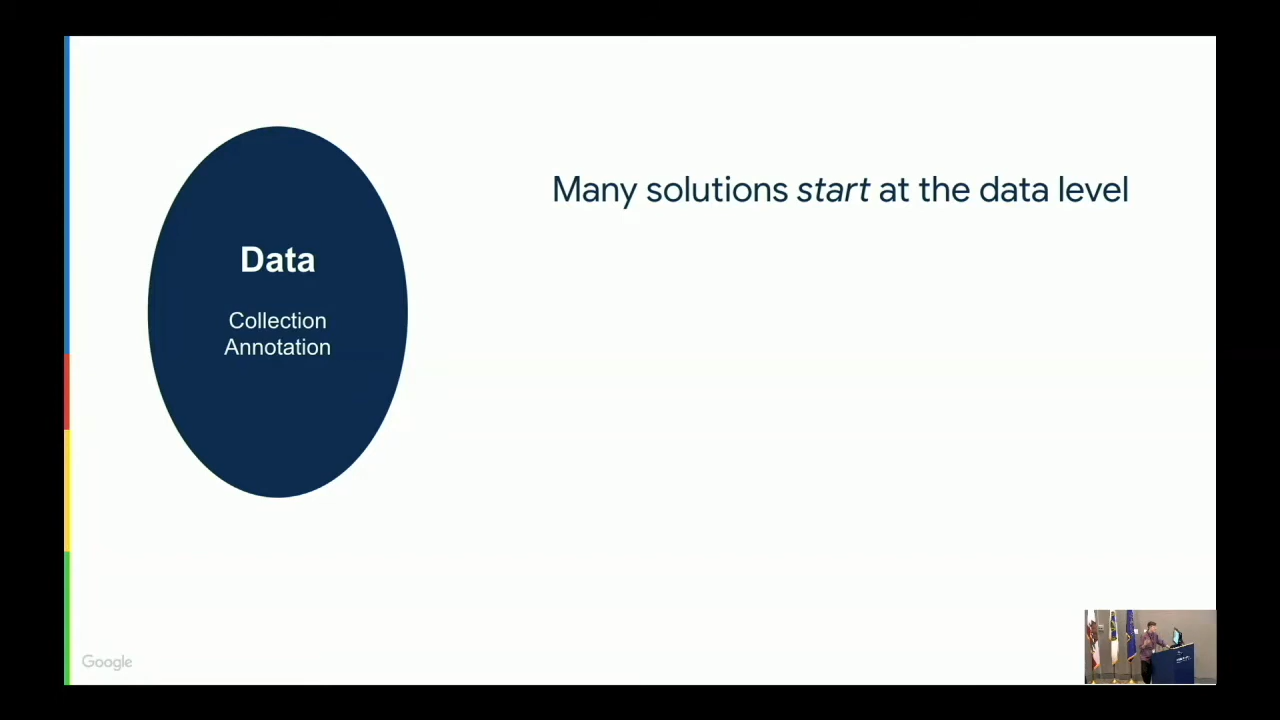 Many solutions start at the data level
Data
Collection
Annotation
Google